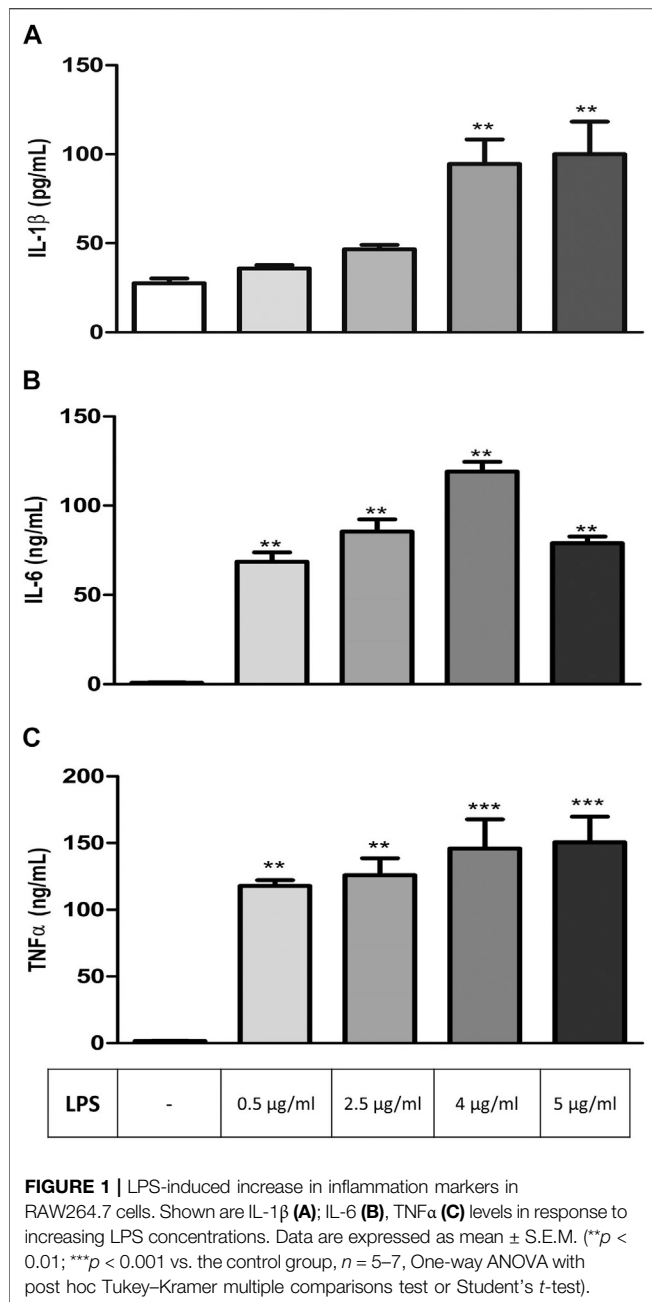 A
150
100
50
0
IL-1β (pg/mL)
**
**
B
150
100
50
0
IL-6 (ng/mL)
**
**
**
**
C
200
150
100
50
0
TNFα (ng/mL)
**
**
***
***
LPS - 0.5 µg/ml 2.5 µg/ml 4 µg/ml 5 µg/ml
FIGURE 1 | LPS-induced increase in inflammation markers in
RAW264.7 cells. Shown are IL-1β (A); IL-6 (B), TNFα (C) levels in response to
increasing LPS concentrations. Data are expressed as mean ± S.E.M. (**p <
0.01; ***p < 0.001 vs. the control group, n = 5–7, One-way ANOVA with
post hoc Tukey–Kramer multiple comparisons test or Student's t-test).